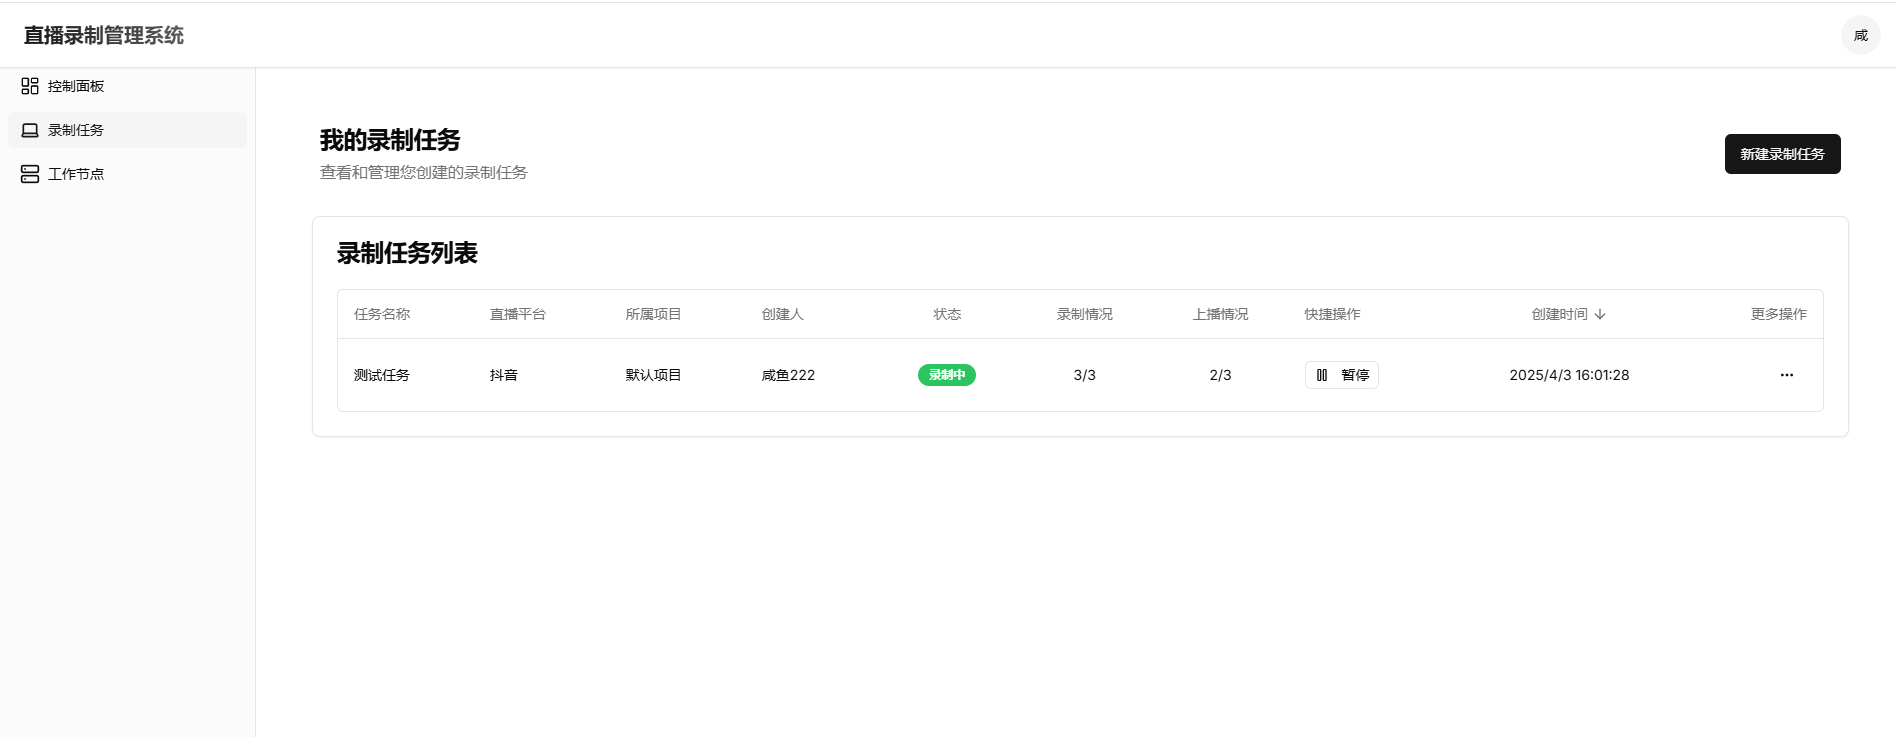 直播录制管理系统
咸
控制面板
录制任务
工作节点
我的录制任务
查看和管理您创建的录制任务
新建录制任务
录制任务列表
任务名称 直播平台 所属项目 创建人 状态 录制情况 上播情况 快捷操作 创建时间 更多操作
测试任务 抖音 默认项目 咸鱼222 录制中 3/3 2/3 暂停 2025/4/3 16:01:28